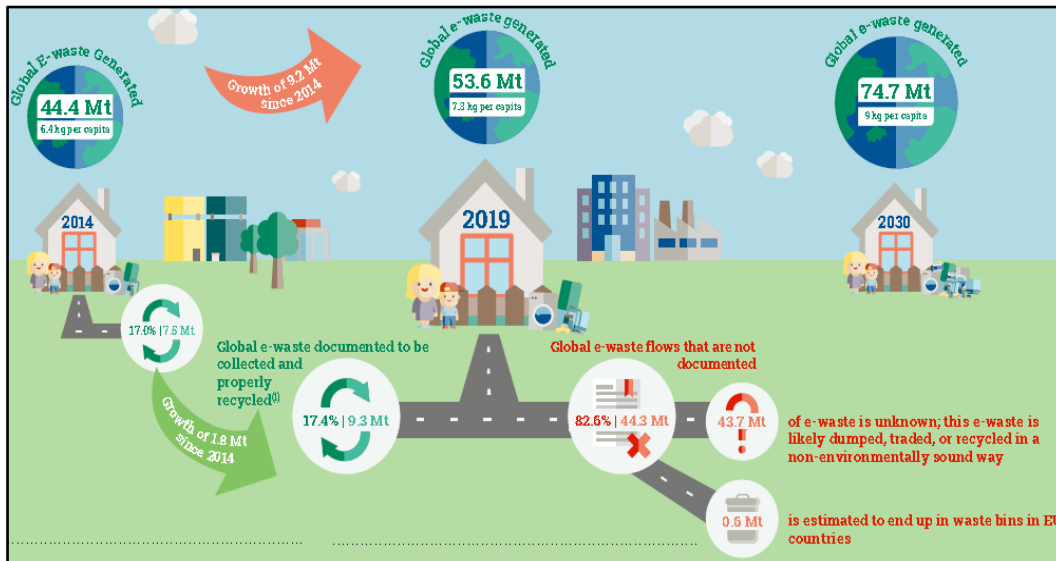 Global E-waste Generated
44.4 Mt
6.4 kg per capita
Growth of 9.2 Mt
since 2014
Global e-waste generated
53.6 Mt
7.3 kg per capita
Global e-waste generated
74.7 Mt
9 kg per capita
2014
2019
2030
17.0% | 7.5 Mt
Growth of 1.8 Mt
since 2014
Global e-waste documented to be
collected and
properly
recycled(1)
17.4% | 9.3 Mt
Global e-waste flows that are not
documented
82.6% | 44.3 Mt
43.7 Mt
of e-waste is unknown; this e-waste is
likely dumped, traded, or recycled in a
non-environmentally sound way
0.6 Mt
is estimated to end up in waste bins in EU
countries